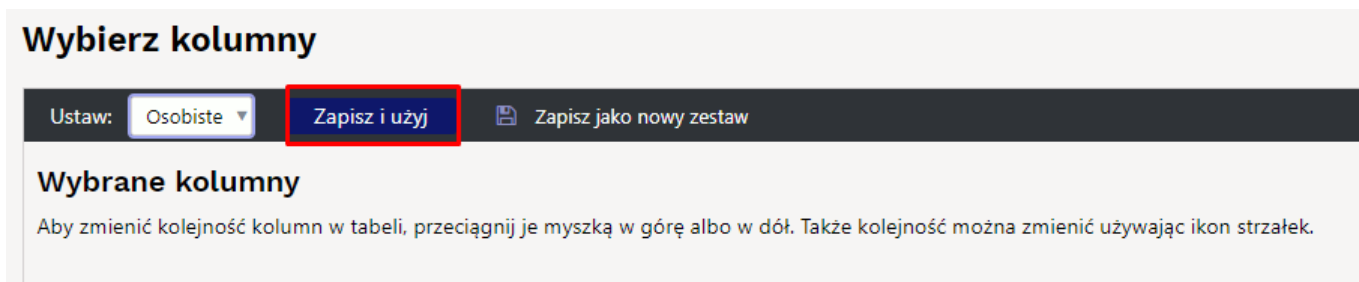 Wybierz kolumny
Ustaw: Osobiste Zapisz i użyj Zapisz jako nowy zestaw
Wybrane kolumny
Aby zmienić kolejność kolumn w tabeli, przeciągnij je myszką w górę albo w dół. Także kolejność można zmienić używając ikon strzałek.